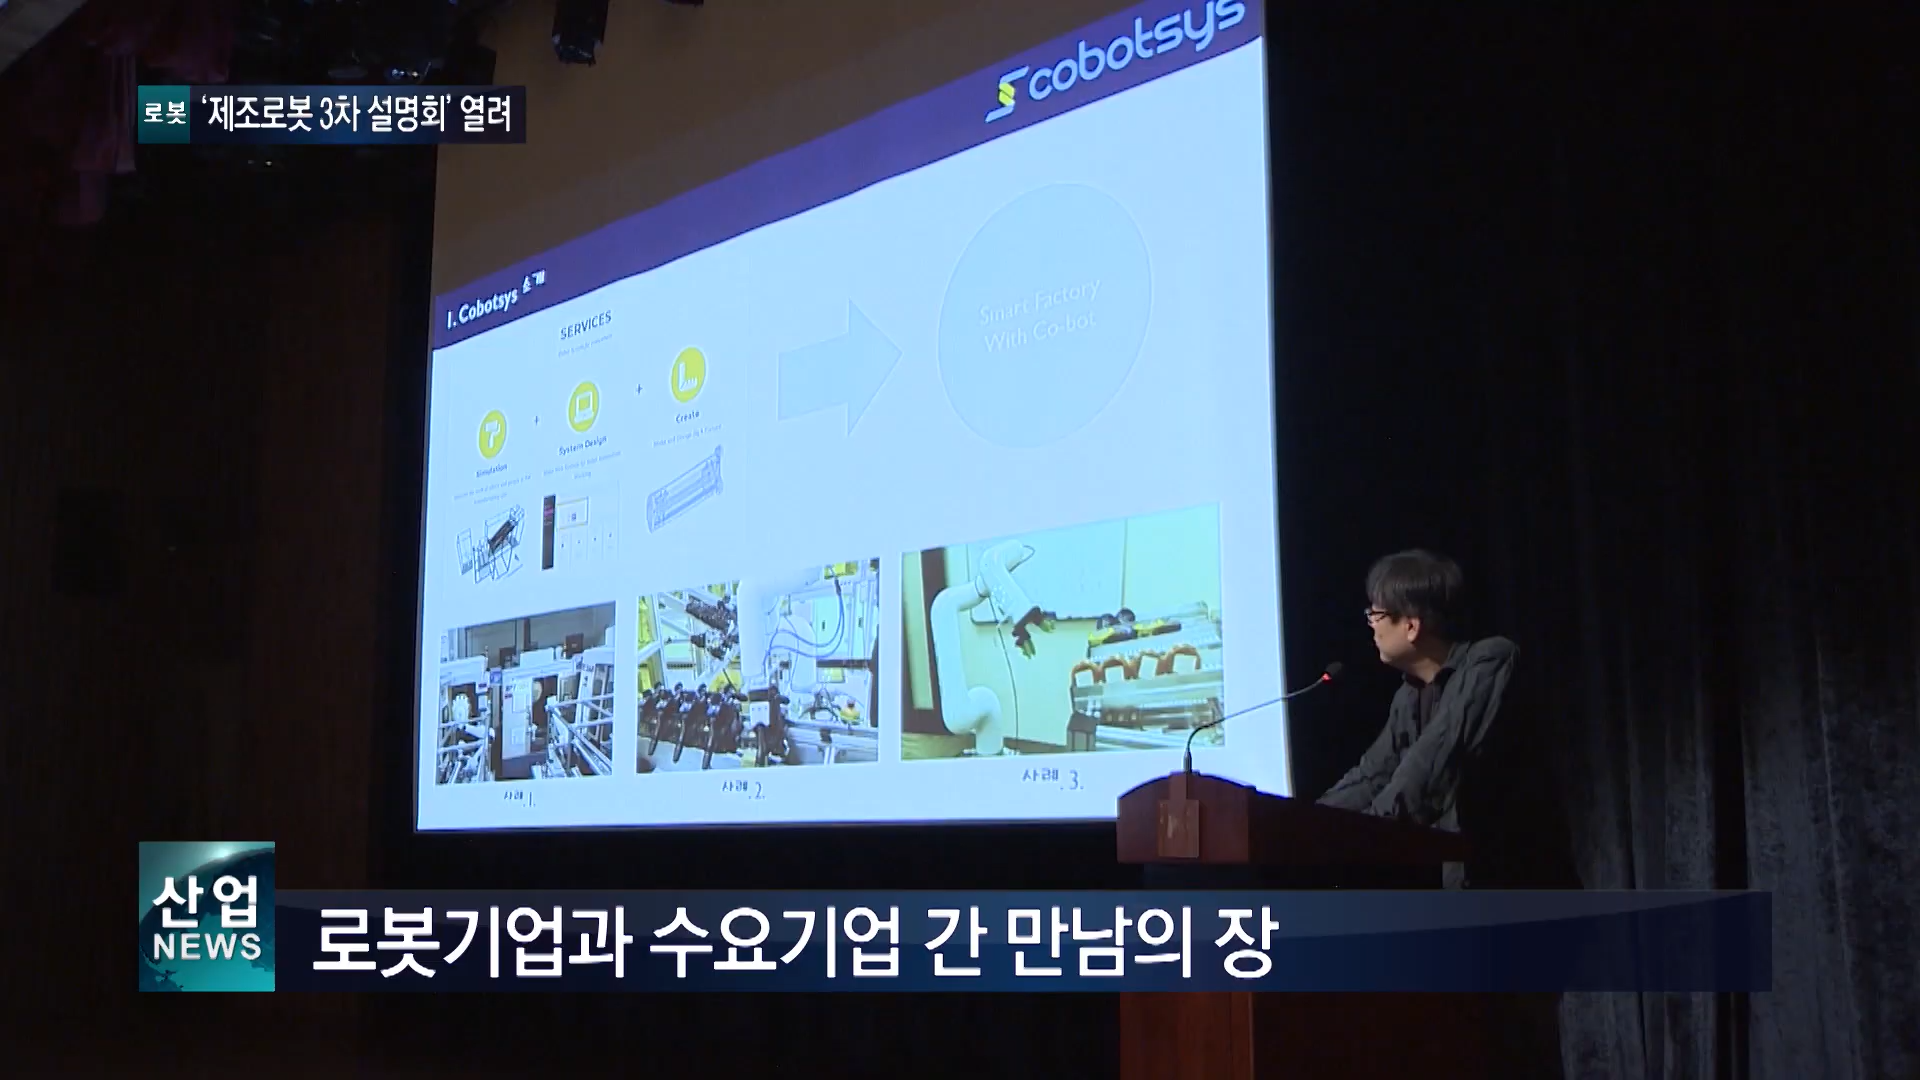 로봇 '제조로봇 3차 설명회' 열려
cobotsys
I. Cobotsys 소개
SERVICES
Simulation
+
System Design
+
Create
Smart Factory
With Co-bot
사례.1.
사례.2.
사례.3.
산업
NEWS
로봇기업과 수요기업 간 만남의 장